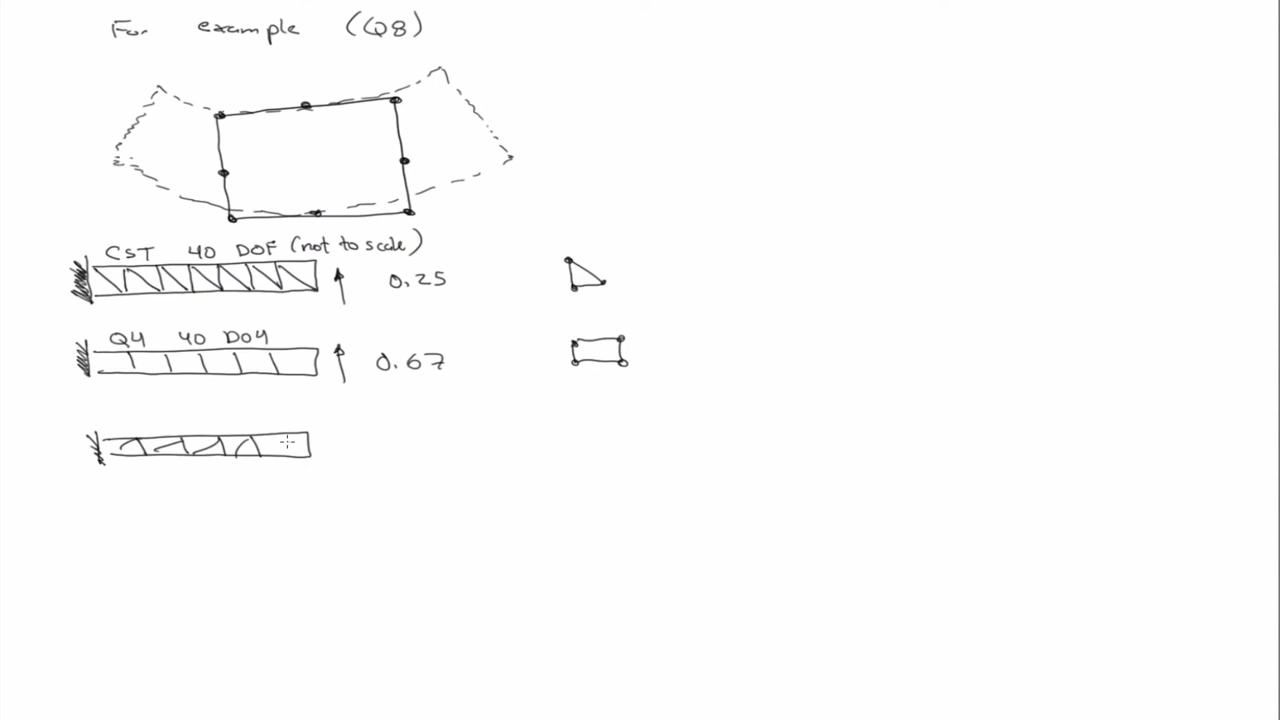 For example (Q8)
CST 40 DOF (not to scale)
0.25
Q4 40 DOF
0.67